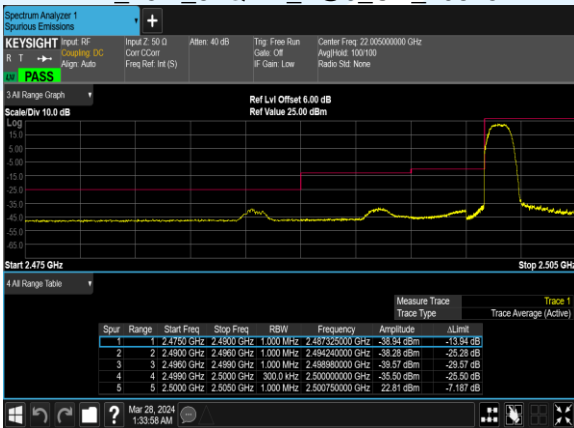 Spectrum Analyzer 1
Spurious Emissions
+
KEYSIGHT Input: RF Input Z: 50 Ω Atten: 40 dB Trig: Free Run Center Freq: 22.005000000 GHz
R T Coupling: DC Corr CCorr Gate: Off Avg|Hold: 100/100
Align: Auto Freq Ref: Int (S) IF Gain: Low Radio Std: None
PASS
3 All Range Graph
Ref Lvl Offset 6.00 dB
Scale/Div 10.0 dB Ref Value 25.00 dBm
Log
15.0
5.00
-5.00
-15.0
-25.0
-35.0
-45.0
-55.0
-65.0
Start 2.475 GHz Stop 2.505 GHz
4 All Range Table
Measure Trace Trace 1
Trace Type Trace Average (Active)
Spur Range Start Freq Stop Freq RBW Frequency Amplitude ΔLimit
1 1 2.4750 GHz 2.4900 GHz 1.000 MHz 2.487325000 GHz -38.94 dBm -13.94 dB
2 2 2.4900 GHz 2.4960 GHz 1.000 MHz 2.494240000 GHz -38.28 dBm -25.28 dB
3 3 2.4960 GHz 2.4990 GHz 1.000 MHz 2.498980000 GHz -39.57 dBm -29.57 dB
4 4 2.4990 GHz 2.5000 GHz 300.0 kHz 2.500000000 GHz -35.50 dBm -25.50 dB
5 5 2.5000 GHz 2.5050 GHz 1.000 MHz 2.500750000 GHz 22.81 dBm -7.187 dB
? Mar 28, 2024
1:33:58 AM